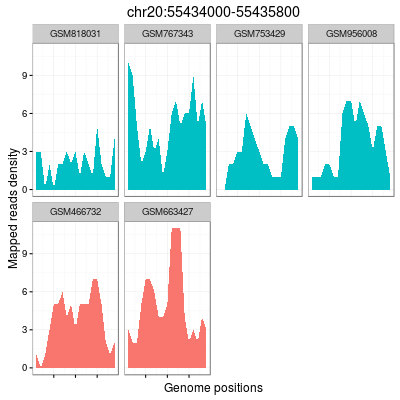 chr20:55434000-55435800
GSM818031 GSM767343 GSM753429 GSM956008
9
6
3
0
GSM466732 GSM663427
9
6
3
0
Mapped reads density
Genome positions